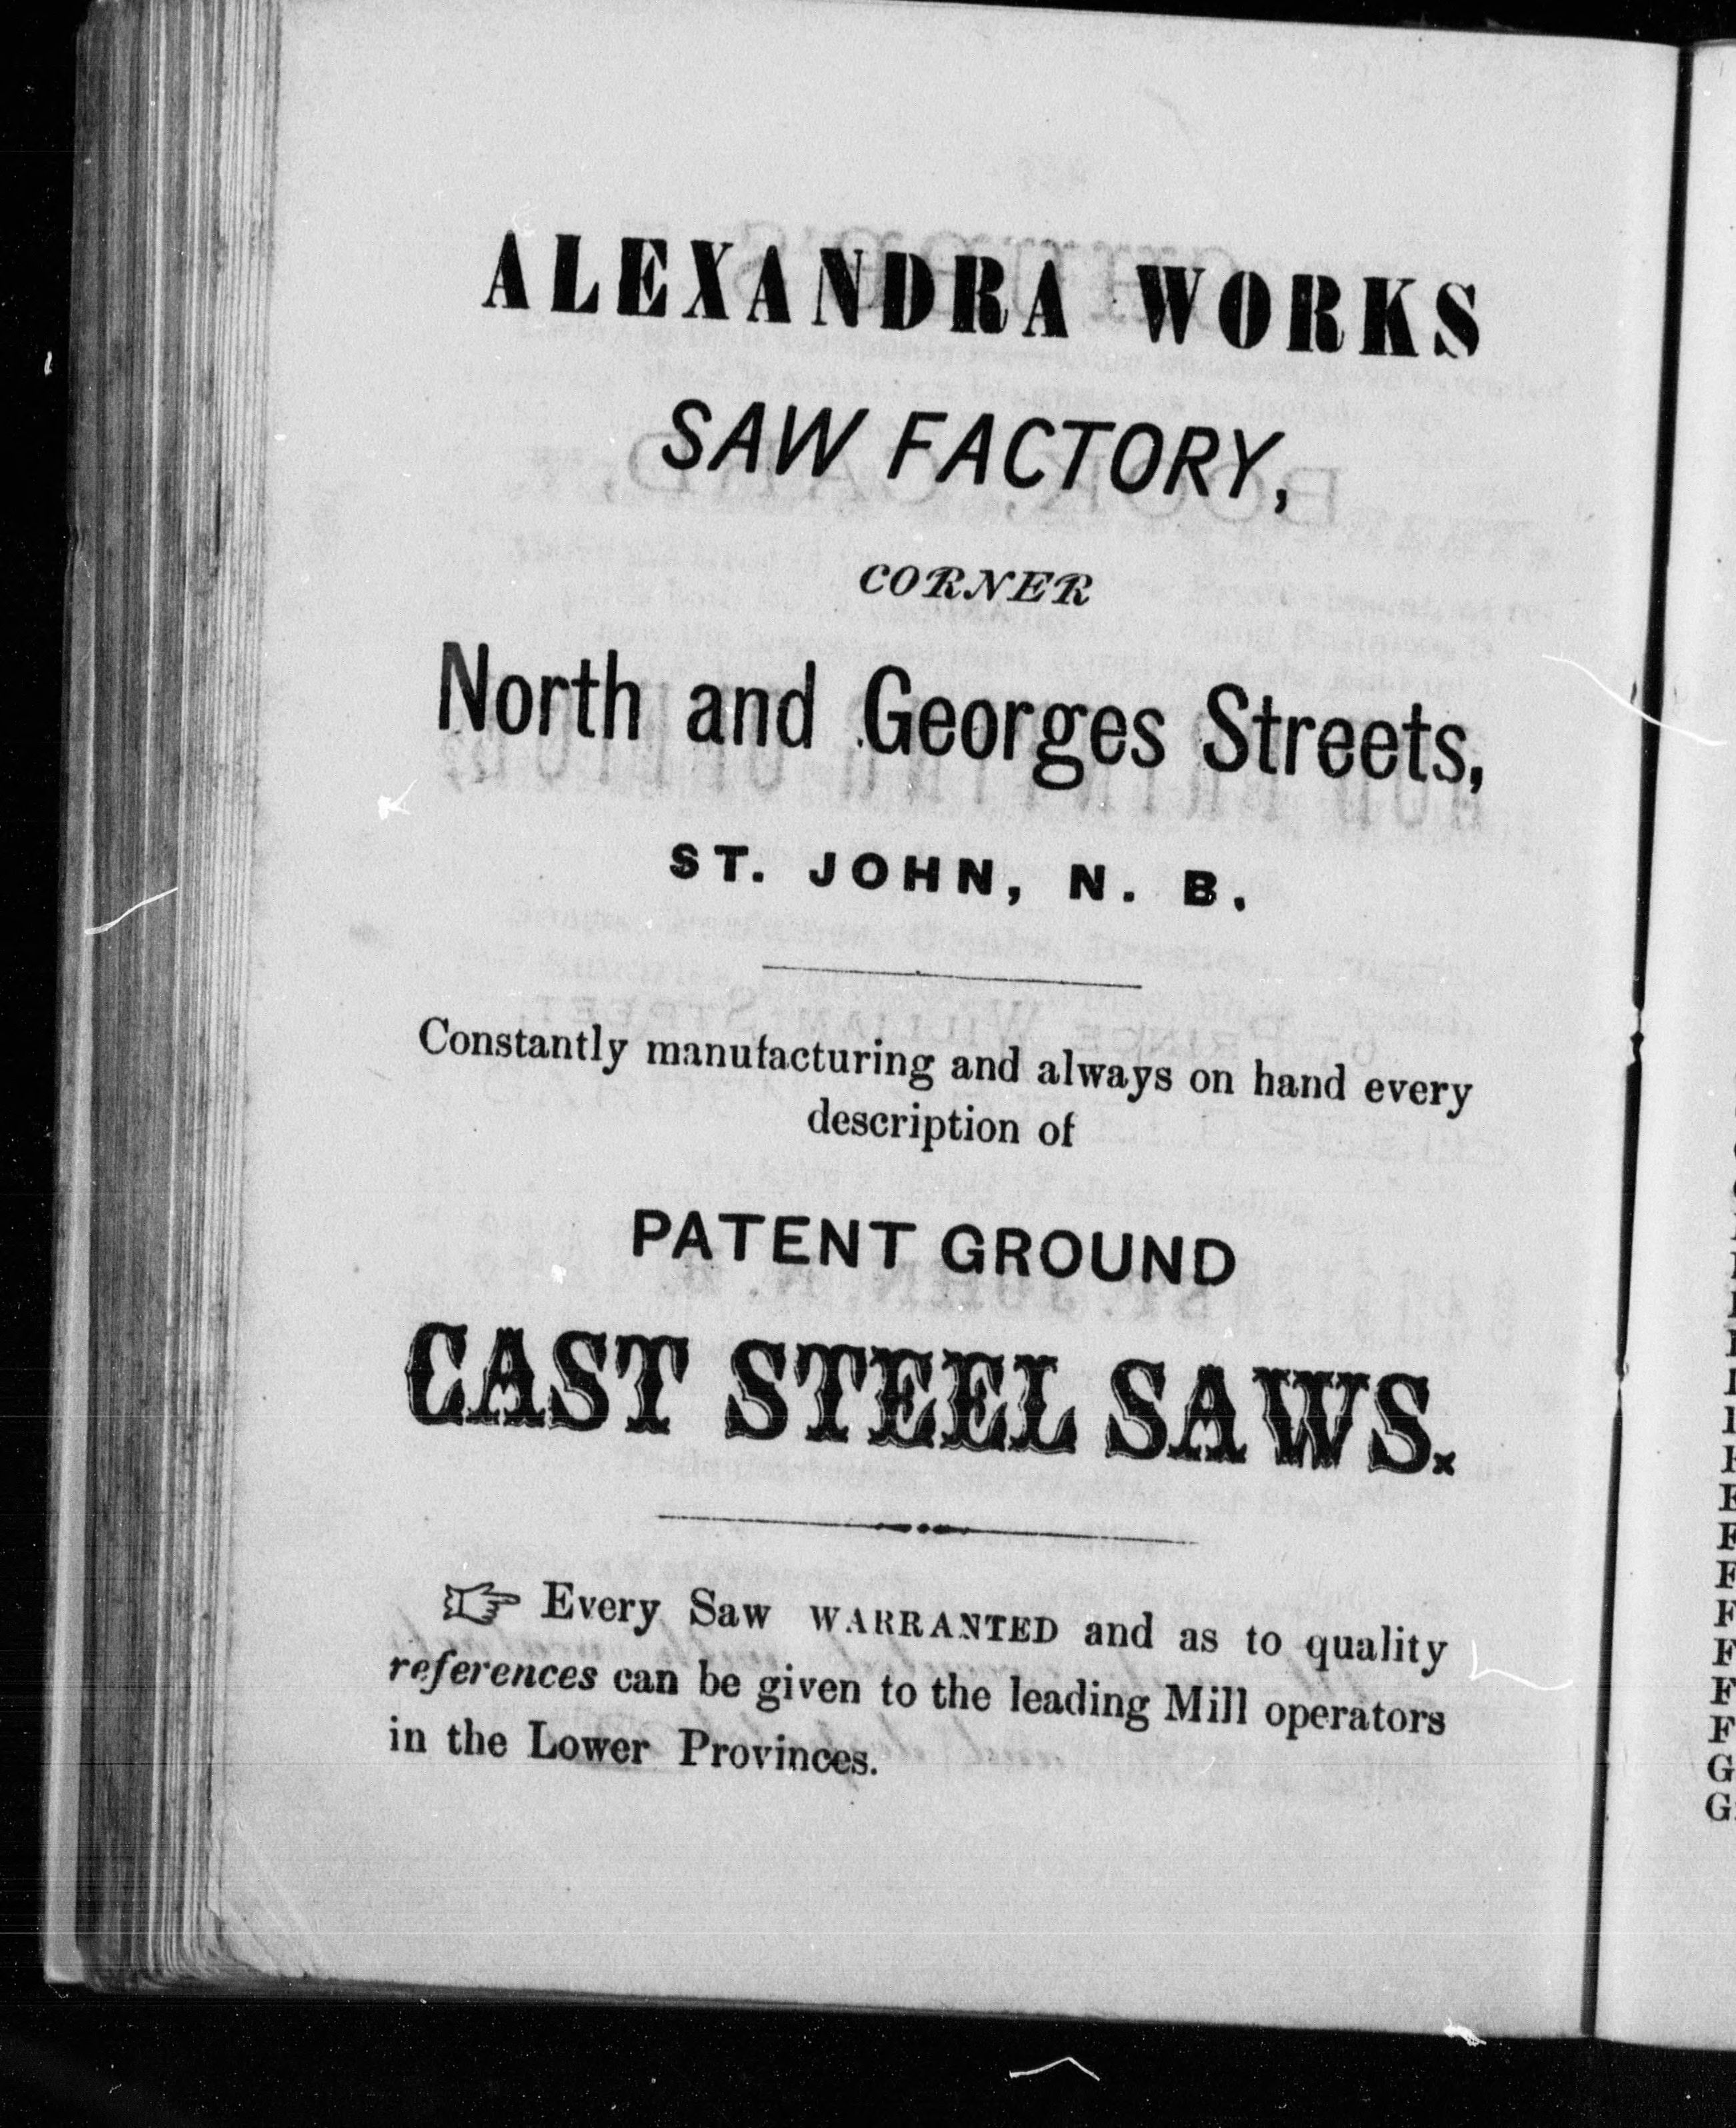 ALEXANDRA WORKS
SAW FACTORY,
CORNER
North and Georges Streets,
ST. JOHN, N. B.
Constantly manufacturing and always on hand every
description of
PATENT GROUND
CAST STEEL SAWS.
☞ Every Saw WARRANTED and as to quality
references can be given to the leading Mill operators
in the Lower Provinces.